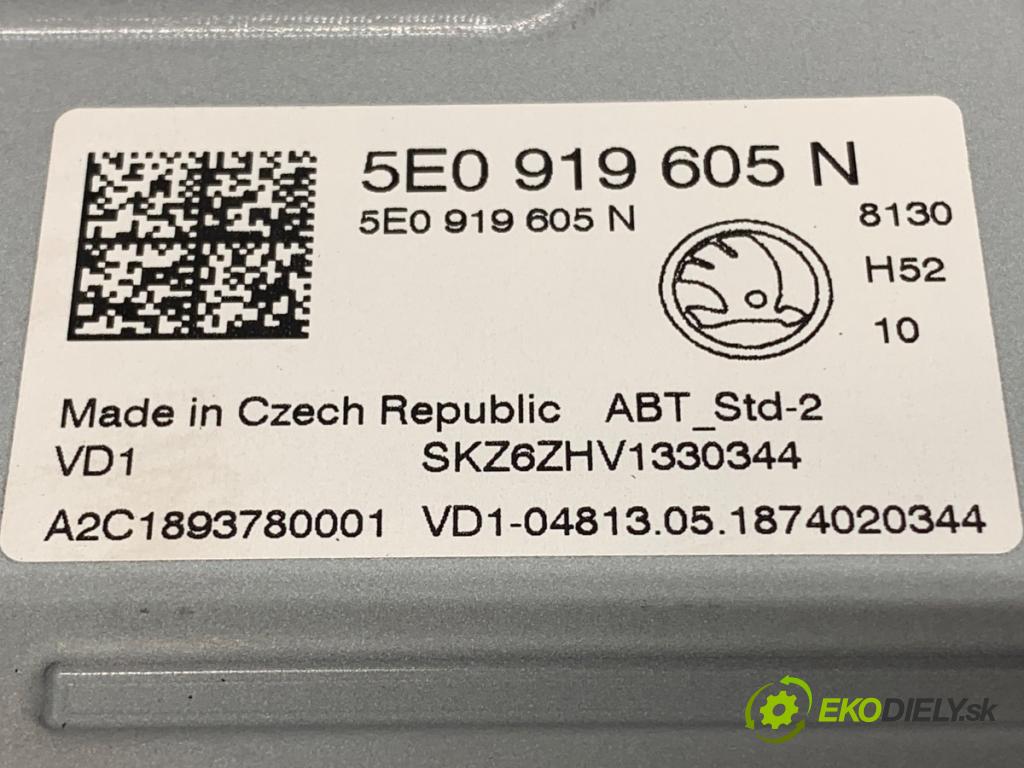 5E0 919 605 N
5E0 919 605 N
8130
H52
10
Made in Czech Republic ABT_Std-2
VD1 SKZ6ZHV1330344
A2C1893780001 VD1-04813.05.1874020344
EKODIELY.sk